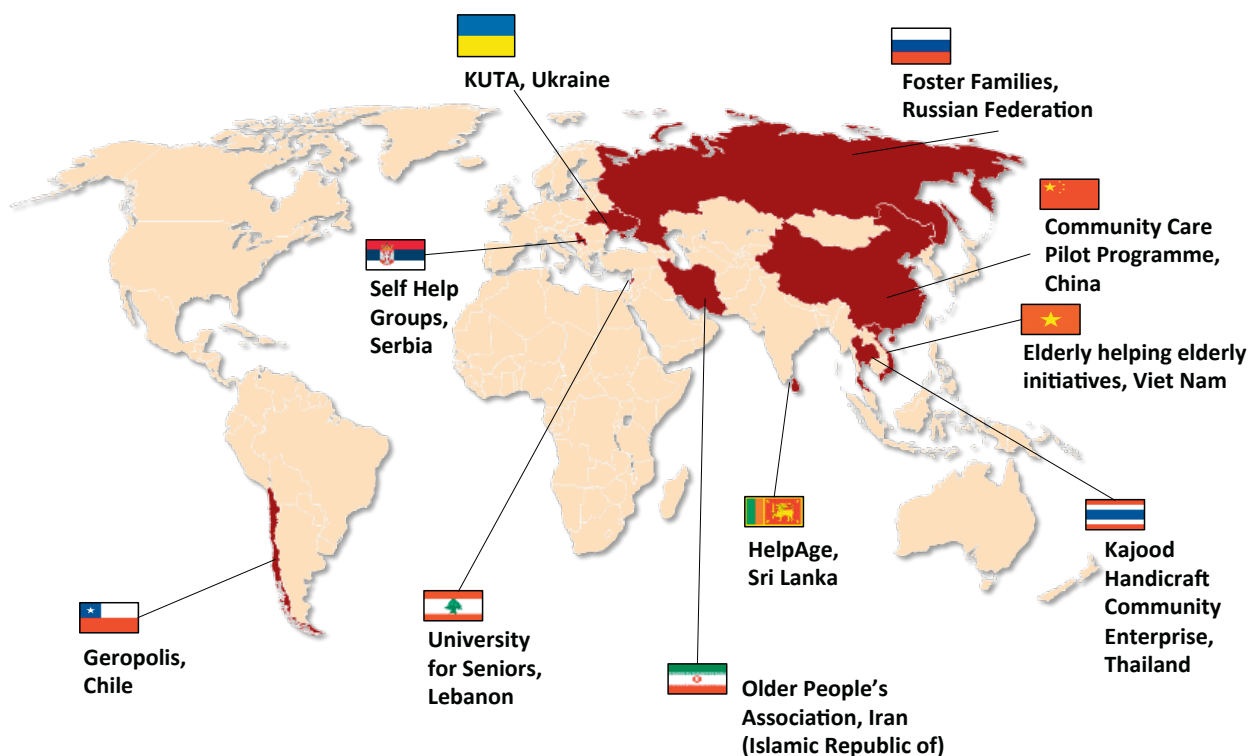 KUTA, Ukraine
Foster Families,
Russian Federation
Community Care
Pilot Programme,
China
Self Help
Groups,
Serbia
Elderly helping elderly
initiatives, Viet Nam
HelpAge,
Sri Lanka
Kajood
Handicraft
Community
Enterprise,
Thailand
University
for Seniors,
Lebanon
Geropolis,
Chile
Older People’s
Association, Iran
(Islamic Republic of)